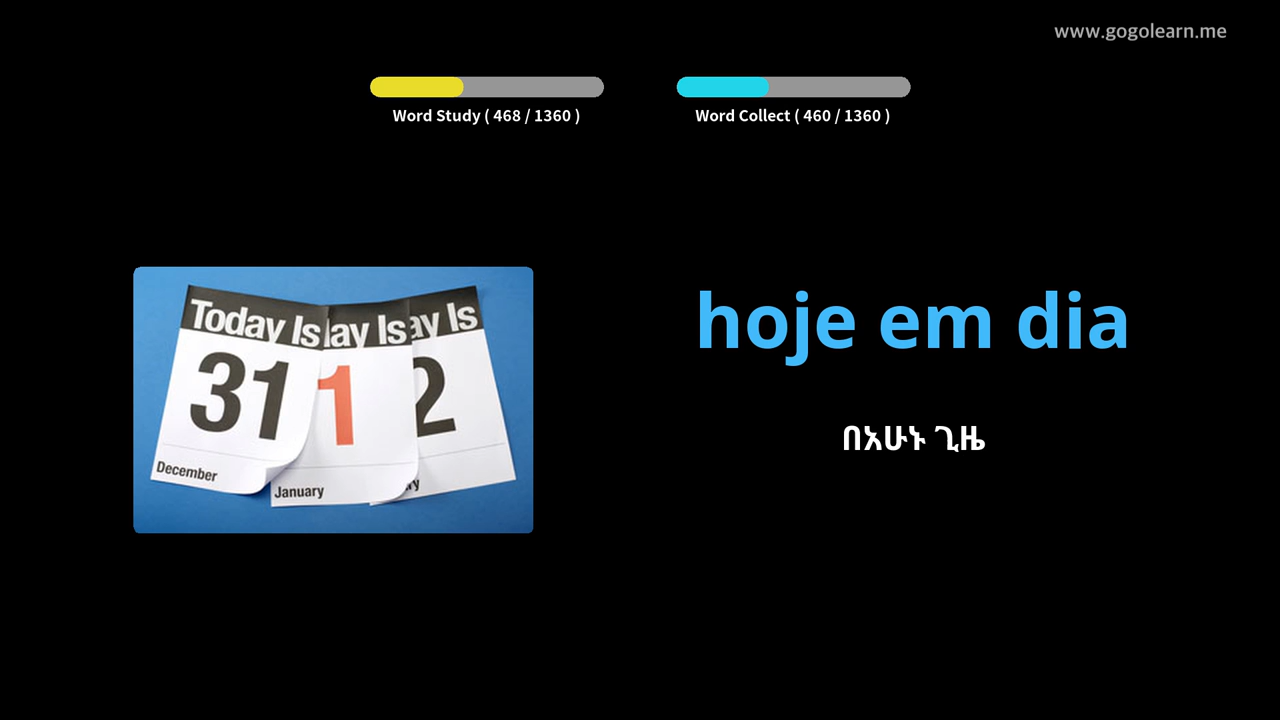 www.gogolearn.me
Word Study ( 468 / 1360 )
Word Collect ( 460 / 1360 )
Today Is
31
December
ay Is
1
January
ay Is
2
ry
hoje em dia
በአሁኑ ጊዜ